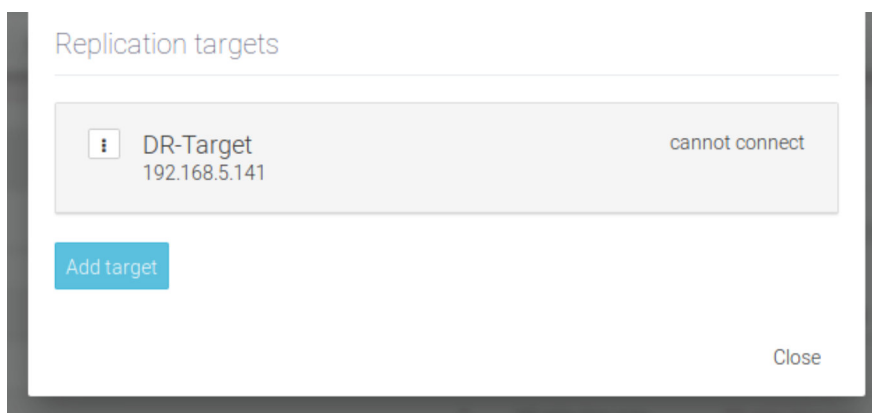 Replication targets
DR-Target
cannot connect
192.168.5.141
Add target
Close